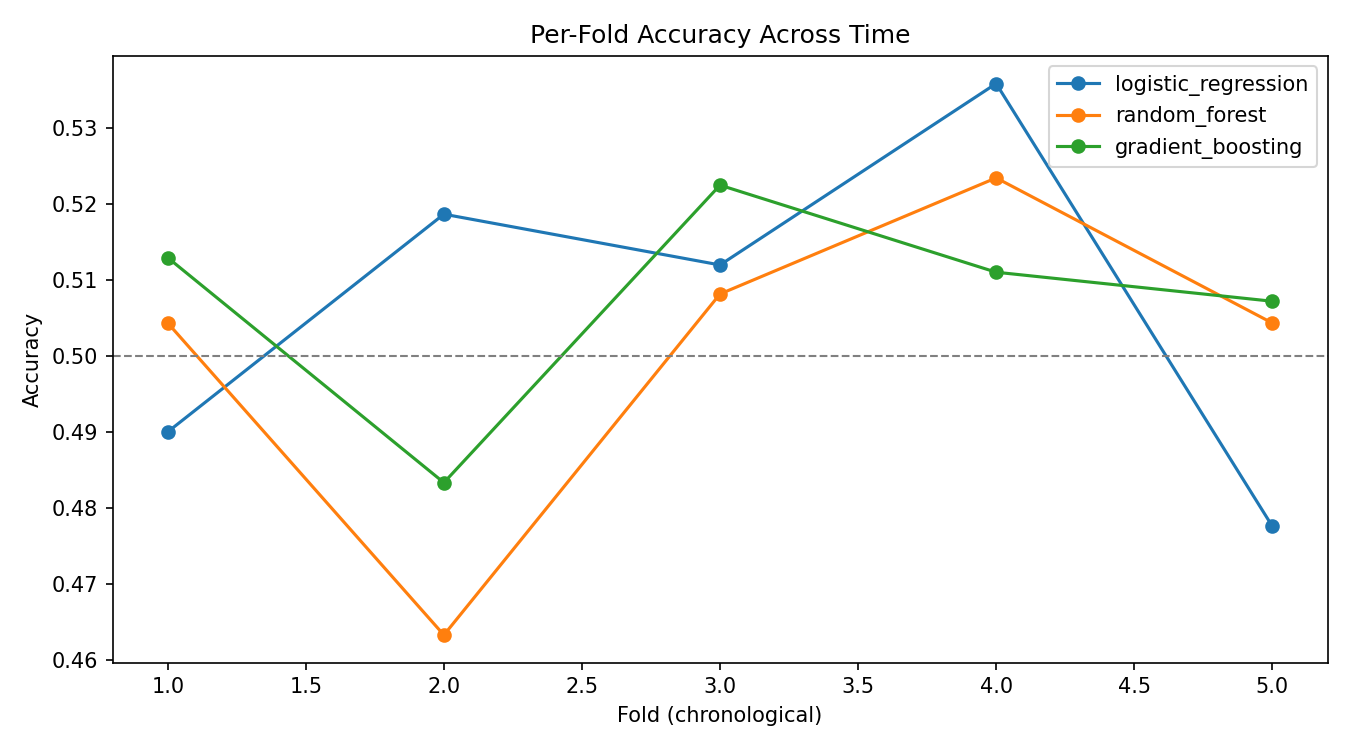 Per-Fold Accuracy Across Time
logistic_regression
random_forest
gradient_boosting
Accuracy
0.53
0.52
0.51
0.50
0.49
0.48
0.47
0.46
1.0 1.5 2.0 2.5 3.0 3.5 4.0 4.5 5.0
Fold (chronological)